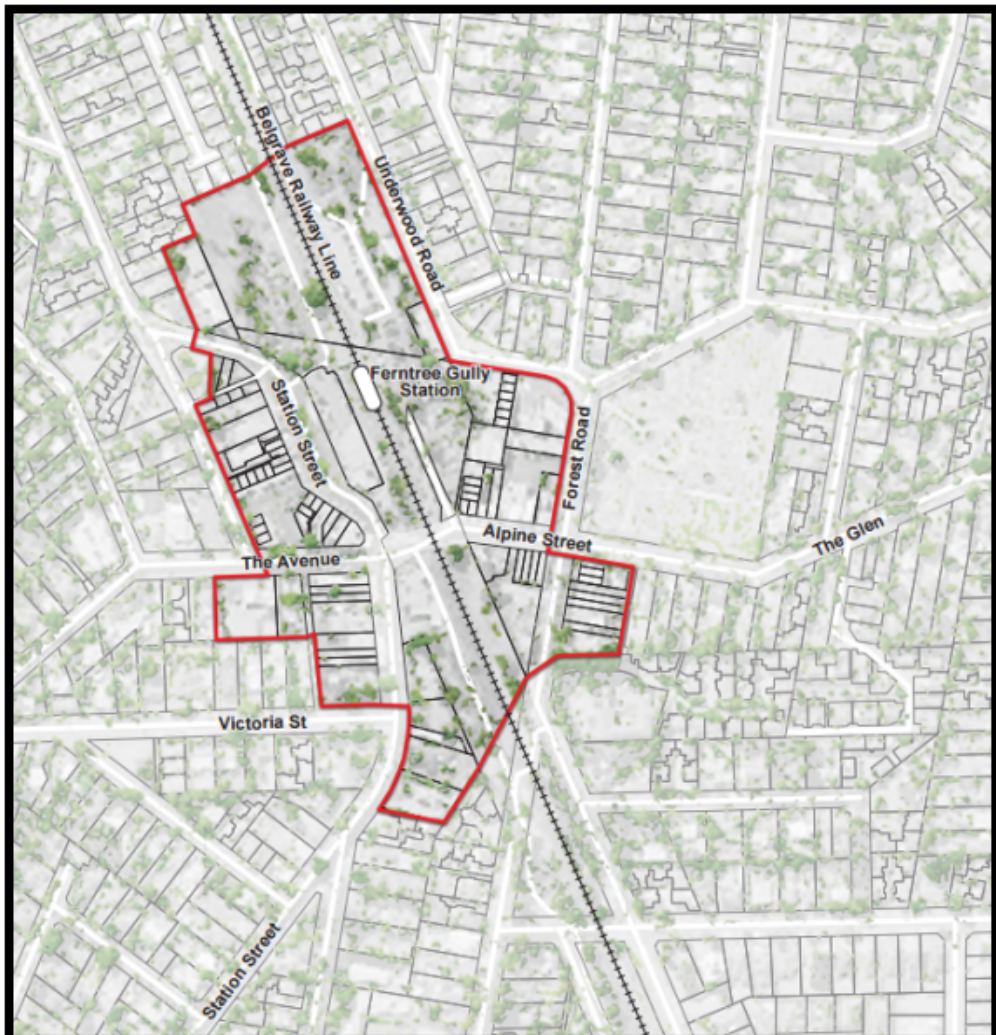 Belgrave Railway Line
Underwood Road
Ferntree Gully
Station
Station Street
Forest Road
Alpine Street
The Glen
The Avenue
Victoria St
Station Street